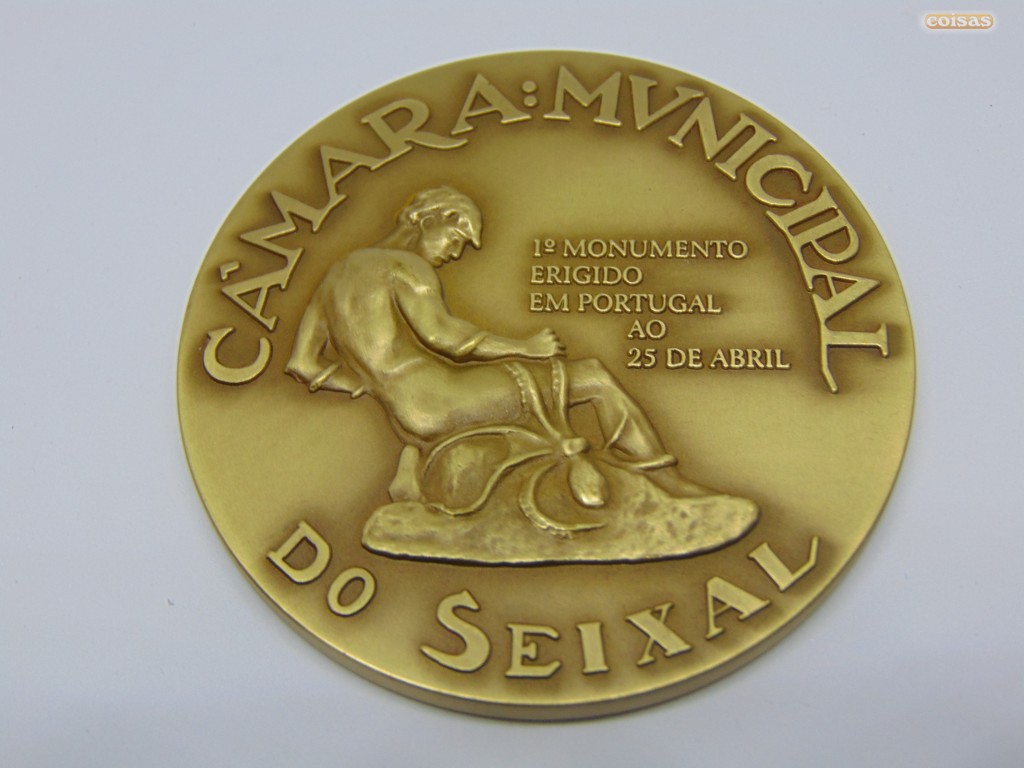 coisas
CÂMARA:MVNICIPAL
1º MONUMENTO
ERIGIDO
EM PORTUGAL
AO
25 DE ABRIL
DO SEIXAL